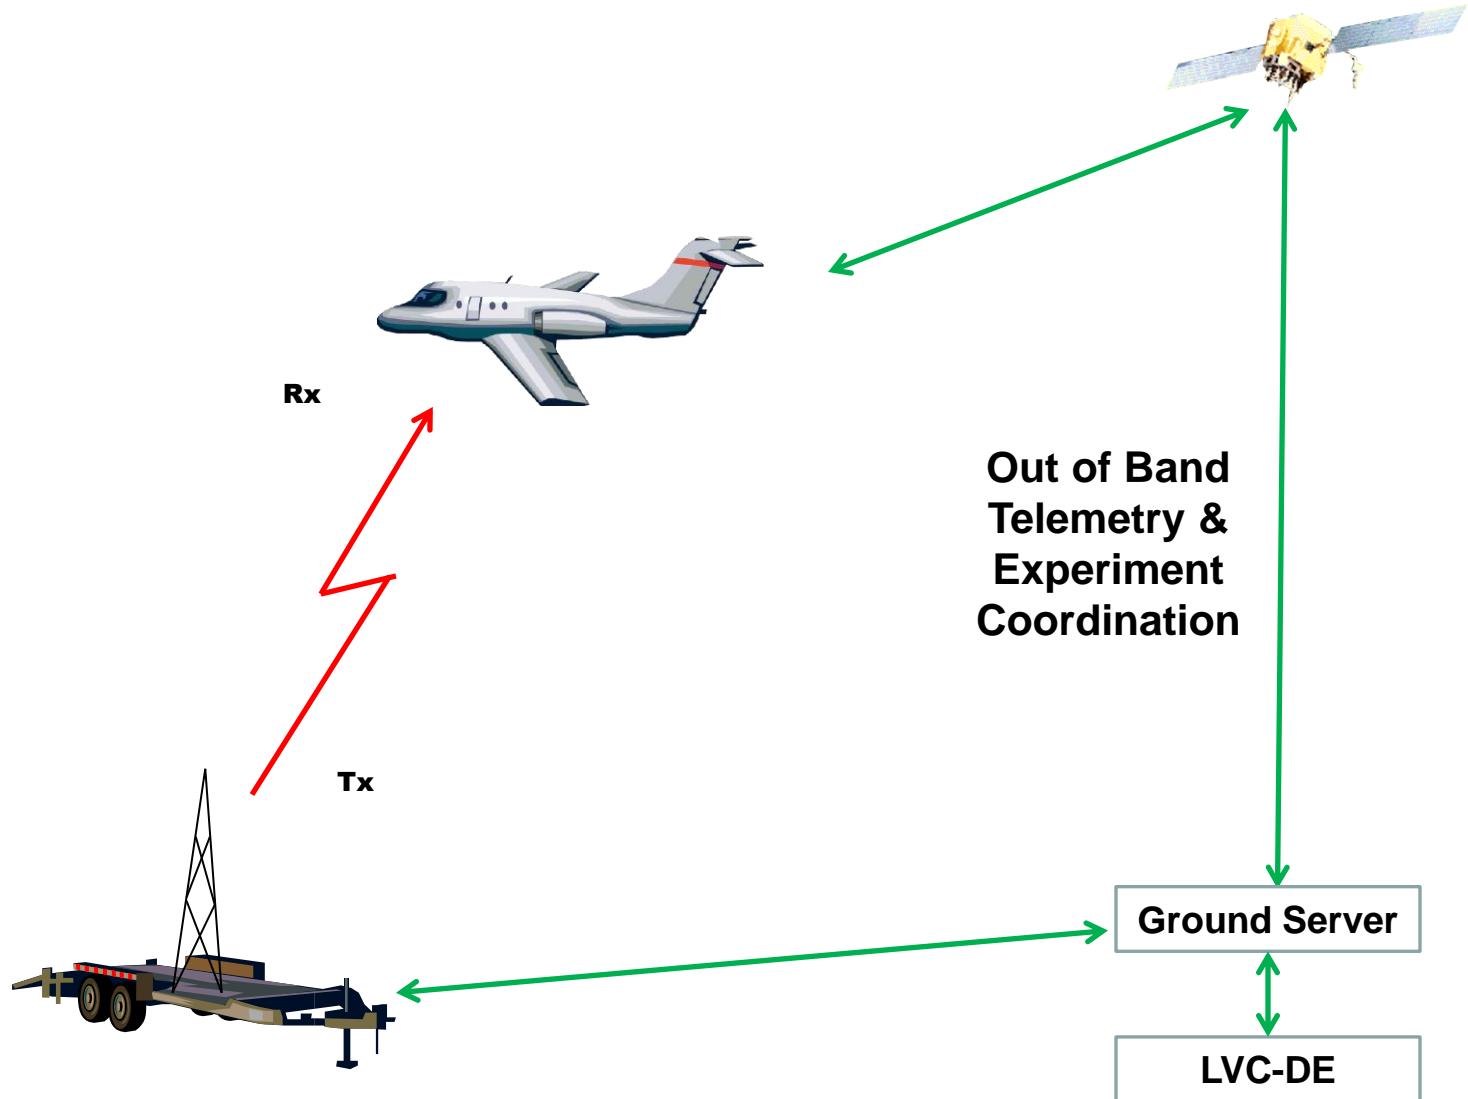 Rx
Out of Band
Telemetry &
Experiment
Coordination
Tx
Ground Server
LVC-DE